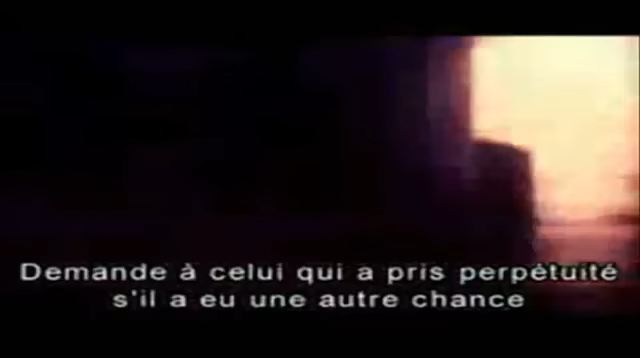 Demande à celui qui a pris perpétuité
s'il a eu une autre chance